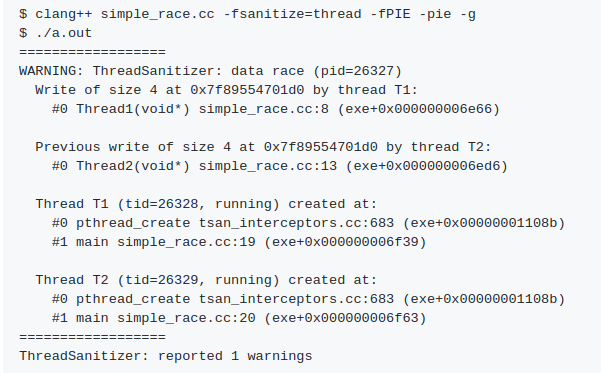 $ clang++ simple_race.cc -fsanitize=thread -fPIE -pie -g
$ ./a.out
==================
WARNING: ThreadSanitizer: data race (pid=26327)
  Write of size 4 at 0x7f89554701d0 by thread T1:
    #0 Thread1(void*) simple_race.cc:8 (exe+0x000000006e66)

  Previous write of size 4 at 0x7f89554701d0 by thread T2:
    #0 Thread2(void*) simple_race.cc:13 (exe+0x000000006ed6)

  Thread T1 (tid=26328, running) created at:
    #0 pthread_create tsan_interceptors.cc:683 (exe+0x00000001108b)
    #1 main simple_race.cc:19 (exe+0x000000006f39)

  Thread T2 (tid=26329, running) created at:
    #0 pthread_create tsan_interceptors.cc:683 (exe+0x00000001108b)
    #1 main simple_race.cc:20 (exe+0x000000006f63)
==================
ThreadSanitizer: reported 1 warnings